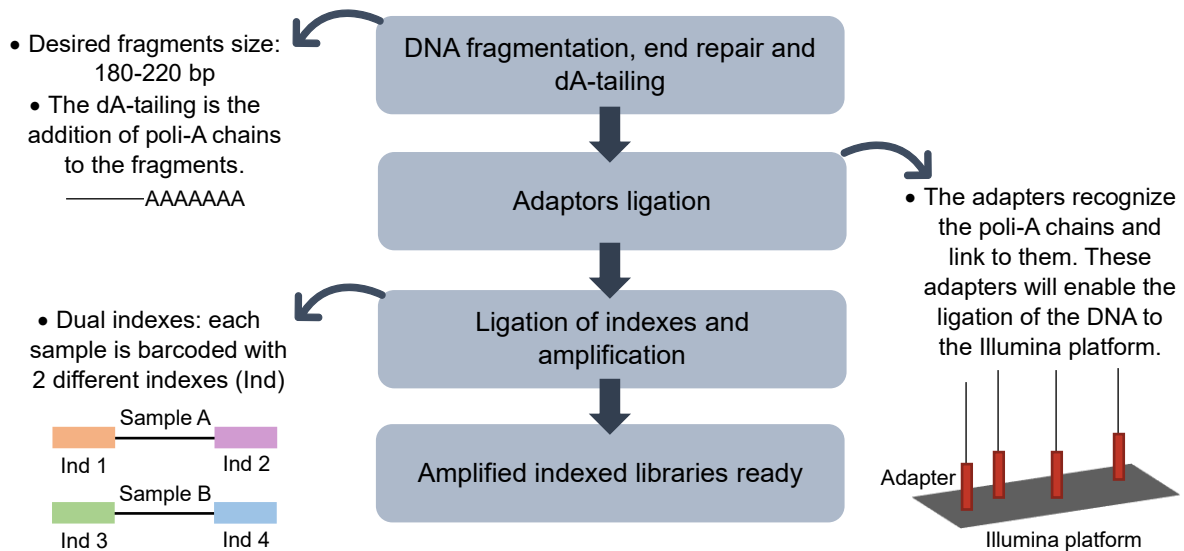 • Desired fragments size:
180-220 bp
• The dA-tailing is the
addition of poli-A chains
to the fragments.
AAAAAAA
DNA fragmentation, end repair and
dA-tailing
Adaptors ligation
• The adapters recognize
the poli-A chains and
link to them. These
adapters will enable the
ligation of the DNA to
the Illumina platform.
Ligation of indexes and
amplification
• Dual indexes: each
sample is barcoded with
2 different indexes (Ind)
Sample A
Ind 1
Ind 2
Sample B
Ind 3
Ind 4
Amplified indexed libraries ready
Adapter
Illumina platform